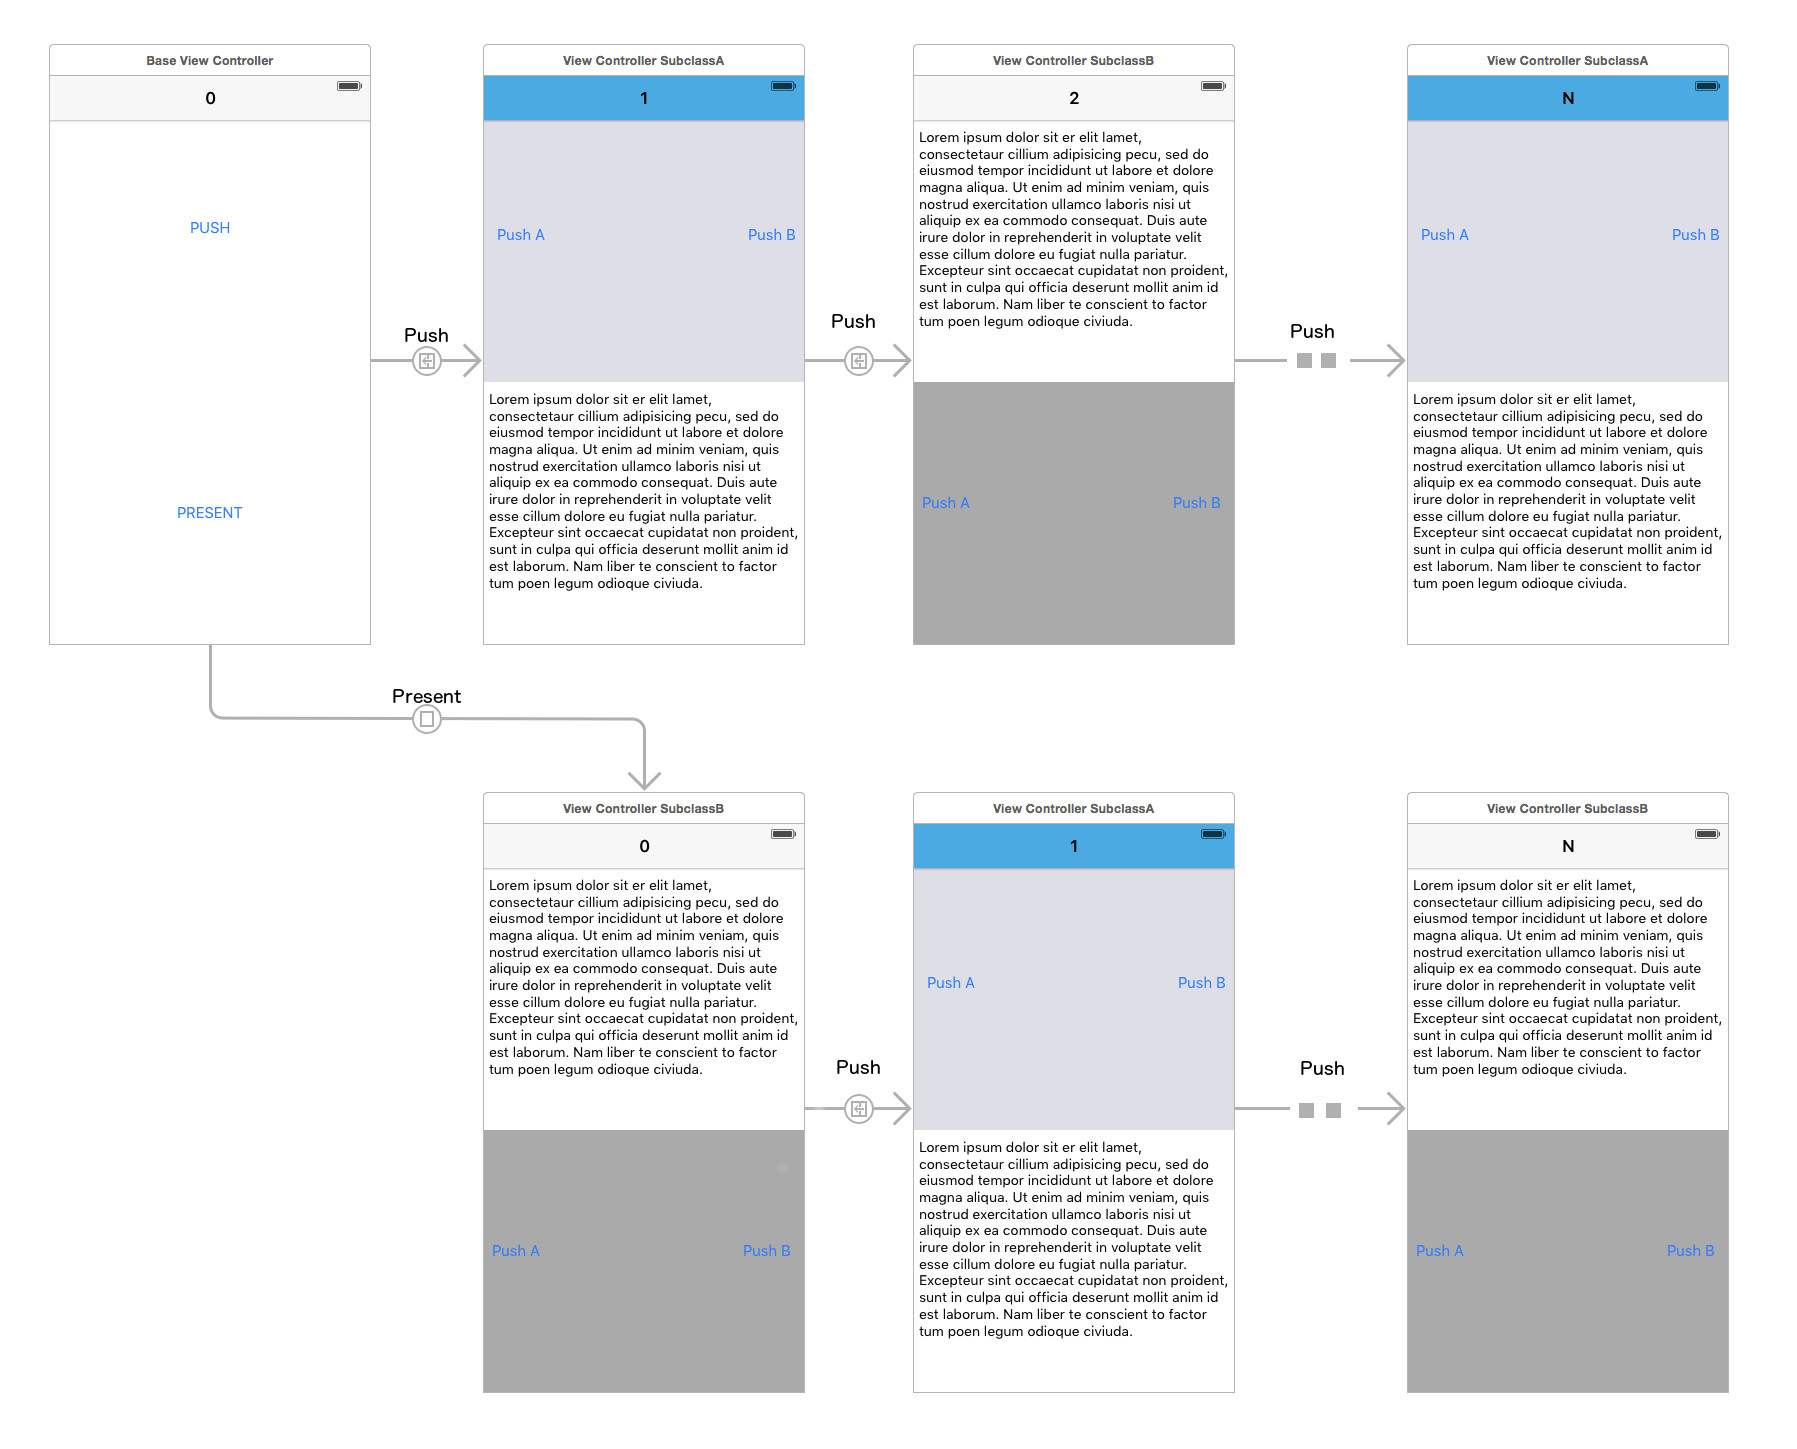 Base View Controller
0
PUSH
PRESENT
Push
View Controller SubclassA
1
Push A
Push B
Lorem ipsum dolor sit er elit lamet,
consectetaur cillium adipisicing pecu, sed do
eiusmod tempor incididunt ut labore et dolore
magna aliqua. Ut enim ad minim veniam, quis
nostrud exercitation ullamco laboris nisi ut
aliquip ex ea commodo consequat. Duis aute
irure dolor in reprehenderit in voluptate velit
esse cillum dolore eu fugiat nulla pariatur.
Excepteur sint occaecat cupidatat non proident,
sunt in culpa qui officia deserunt mollit anim id
est laborum. Nam liber te conscient to factor
tum poen legum odioque civiuda.
Push
View Controller SubclassB
2
Lorem ipsum dolor sit er elit lamet,
consectetaur cillium adipisicing pecu, sed do
eiusmod tempor incididunt ut labore et dolore
magna aliqua. Ut enim ad minim veniam, quis
nostrud exercitation ullamco laboris nisi ut
aliquip ex ea commodo consequat. Duis aute
irure dolor in reprehenderit in voluptate velit
esse cillum dolore eu fugiat nulla pariatur.
Excepteur sint occaecat cupidatat non proident,
sunt in culpa qui officia deserunt mollit anim id
est laborum. Nam liber te conscient to factor
tum poen legum odioque civiuda.
Push A
Push B
Push
View Controller SubclassA
N
Push A
Push B
Lorem ipsum dolor sit er elit lamet,
consectetaur cillium adipisicing pecu, sed do
eiusmod tempor incididunt ut labore et dolore
magna aliqua. Ut enim ad minim veniam, quis
nostrud exercitation ullamco laboris nisi ut
aliquip ex ea commodo consequat. Duis aute
irure dolor in reprehenderit in voluptate velit
esse cillum dolore eu fugiat nulla pariatur.
Excepteur sint occaecat cupidatat non proident,
sunt in culpa qui officia deserunt mollit anim id
est laborum. Nam liber te conscient to factor
tum poen legum odioque civiuda.
Present
View Controller SubclassB
0
Lorem ipsum dolor sit er elit lamet,
consectetaur cillium adipisicing pecu, sed do
eiusmod tempor incididunt ut labore et dolore
magna aliqua. Ut enim ad minim veniam, quis
nostrud exercitation ullamco laboris nisi ut
aliquip ex ea commodo consequat. Duis aute
irure dolor in reprehenderit in voluptate velit
esse cillum dolore eu fugiat nulla pariatur.
Excepteur sint occaecat cupidatat non proident,
sunt in culpa qui officia deserunt mollit anim id
est laborum. Nam liber te conscient to factor
tum poen legum odioque civiuda.
Push A
Push B
Push
View Controller SubclassA
1
Push A
Push B
Lorem ipsum dolor sit er elit lamet,
consectetaur cillium adipisicing pecu, sed do
eiusmod tempor incididunt ut labore et dolore
magna aliqua. Ut enim ad minim veniam, quis
nostrud exercitation ullamco laboris nisi ut
aliquip ex ea commodo consequat. Duis aute
irure dolor in reprehenderit in voluptate velit
esse cillum dolore eu fugiat nulla pariatur.
Excepteur sint occaecat cupidatat non proident,
sunt in culpa qui officia deserunt mollit anim id
est laborum. Nam liber te conscient to factor
tum poen legum odioque civiuda.
Push
View Controller SubclassB
N
Lorem ipsum dolor sit er elit lamet,
consectetaur cillium adipisicing pecu, sed do
eiusmod tempor incididunt ut labore et dolore
magna aliqua. Ut enim ad minim veniam, quis
nostrud exercitation ullamco laboris nisi ut
aliquip ex ea commodo consequat. Duis aute
irure dolor in reprehenderit in voluptate velit
esse cillum dolore eu fugiat nulla pariatur.
Excepteur sint occaecat cupidatat non proident,
sunt in culpa qui officia deserunt mollit anim id
est laborum. Nam liber te conscient to factor
tum poen legum odioque civiuda.
Push A
Push B